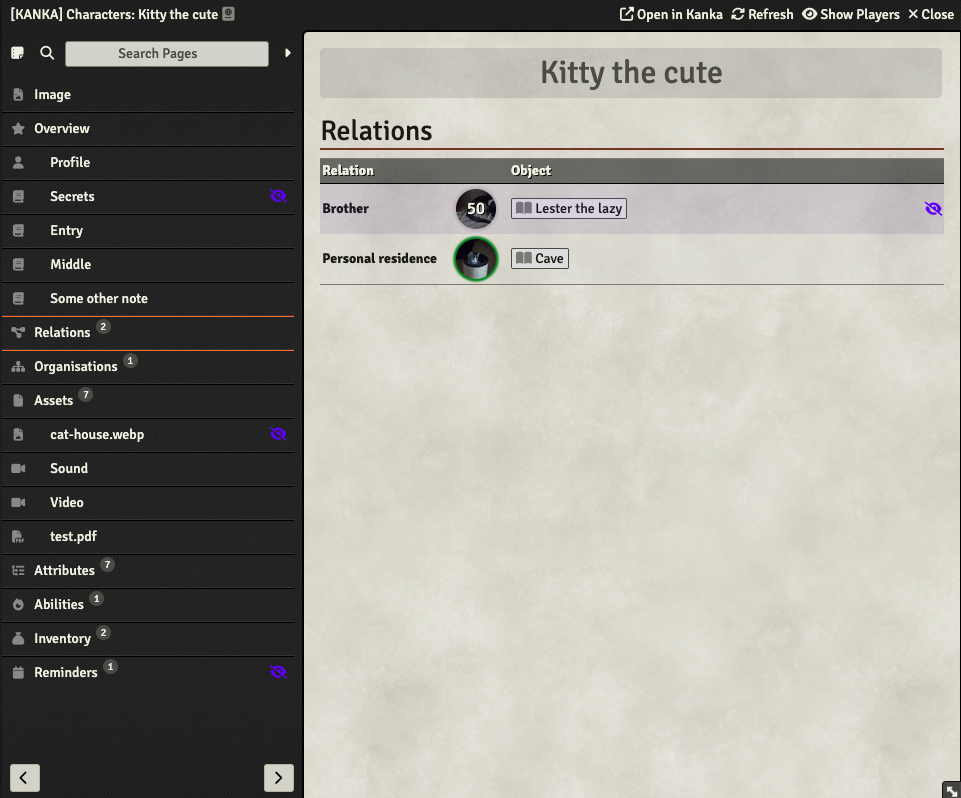 [KANKA] Characters: Kitty the cute
Open in Kanka Refresh Show Players Close
Search Pages
Image
Overview
Profile
Secrets
Entry
Middle
Some other note
Relations 2
Organisations 1
Assets 7
cat-house.webp
Sound
Video
test.pdf
Attributes 7
Abilities 1
Inventory 2
Reminders 1
Kitty the cute
Relations
Relation Object
Brother 50 Lester the lazy
Personal residence Cave